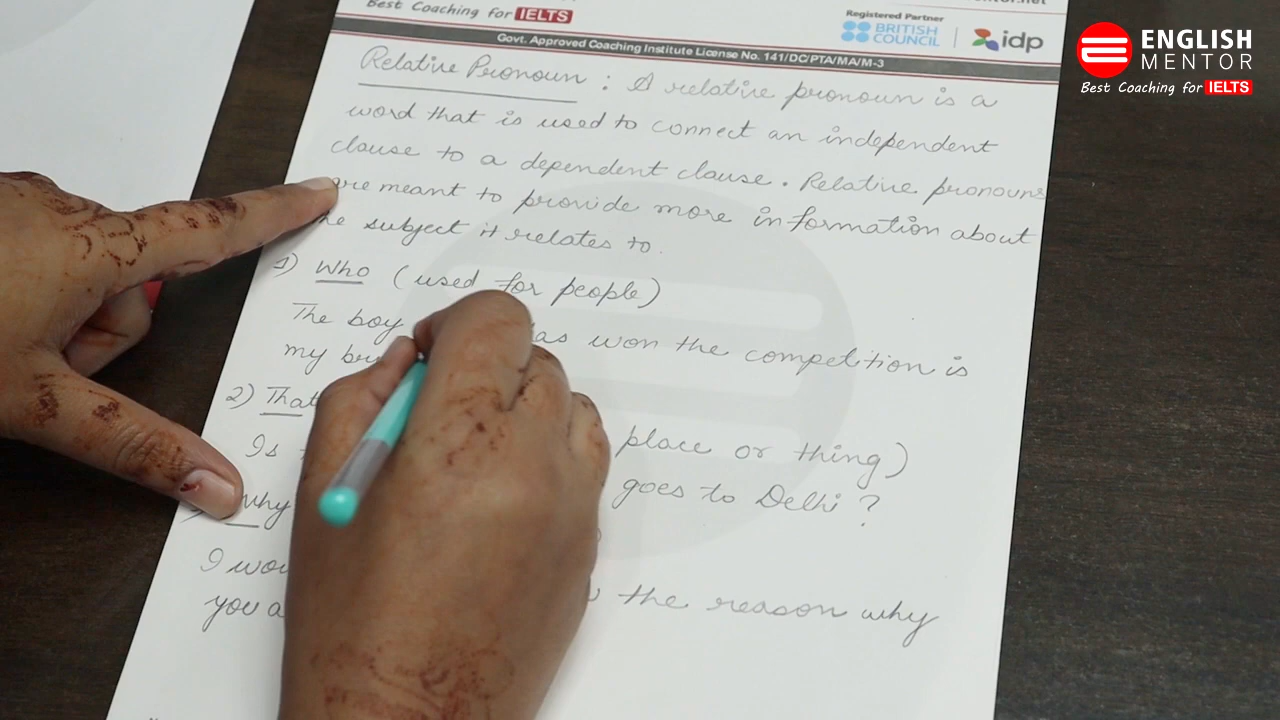 Best Coaching for IELTS
Registered Partner
BRITISH COUNCIL
idp
Govt. Approved Coaching Institute License No. 141/DC/PTA/MA/M-3
ENGLISH
MENTOR
Best Coaching for IELTS
Relative Pronoun : A relative pronoun is a
word that is used to connect an independent
clause to a dependent clause. Relative pronouns
are meant to provide more information about
the subject it relates to.
1) Who (used for people)
The boy has won the competition is
my
2) That place or thing)
Is goes to Delhi ?
Why
I
you the reason why